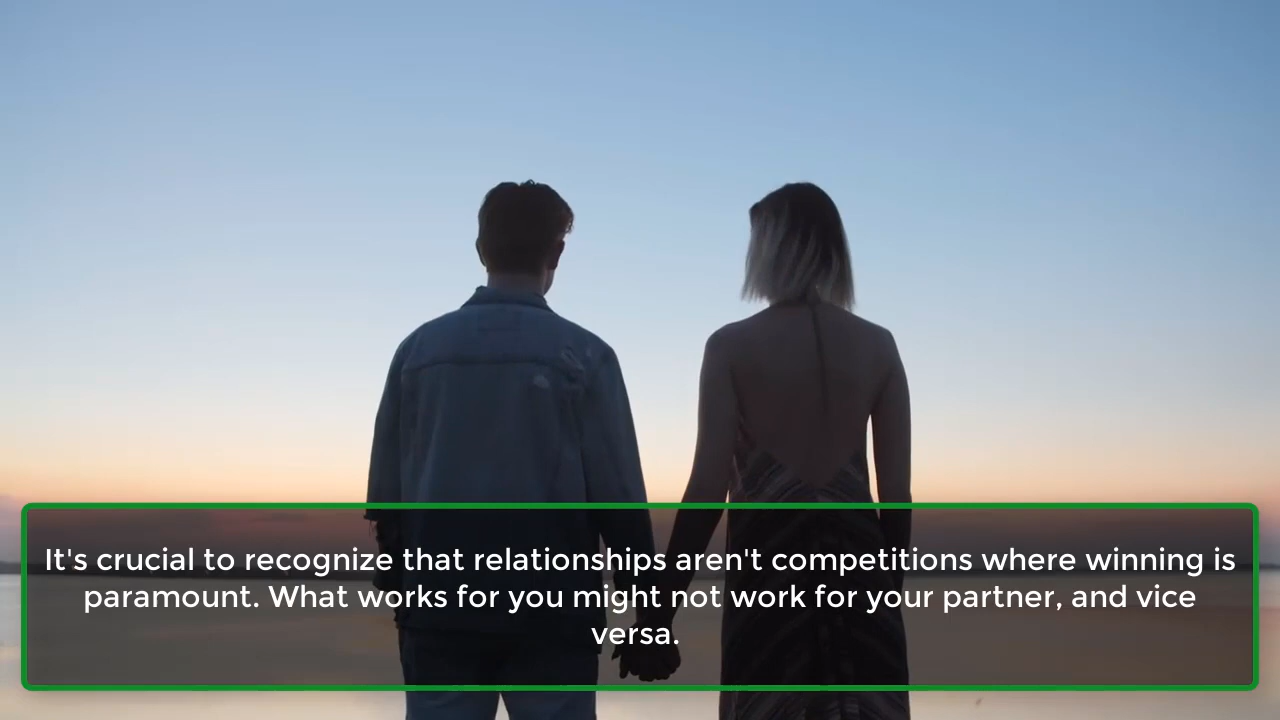 It's crucial to recognize that relationships aren't competitions where winning is
paramount. What works for you might not work for your partner, and vice
versa.